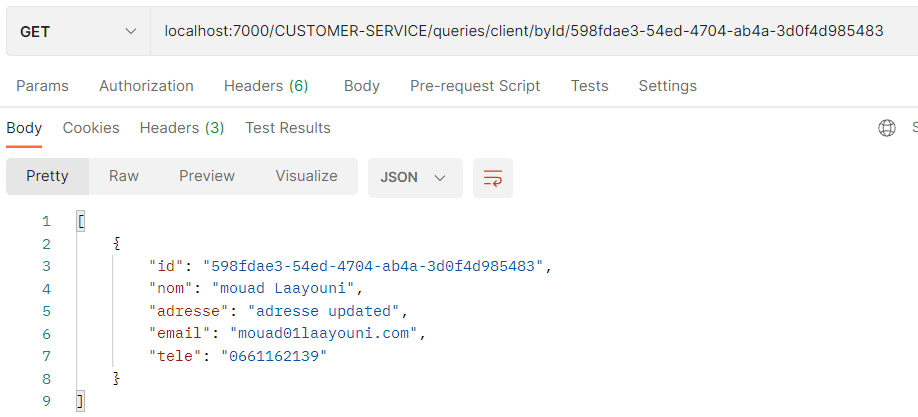 GET localhost:7000/CUSTOMER-SERVICE/queries/client/byId/598fdae3-54ed-4704-ab4a-3d0f4d985483
Params Authorization Headers (6) Body Pre-request Script Tests Settings
Body Cookies Headers (3) Test Results S
Pretty Raw Preview Visualize JSON
1 [
2 {
3 "id": "598fdae3-54ed-4704-ab4a-3d0f4d985483",
4 "nom": "mouad Laayouni",
5 "adresse": "adresse updated",
6 "email": "mouad01laayouni.com",
7 "tele": "0661162139"
8 }
9 ]